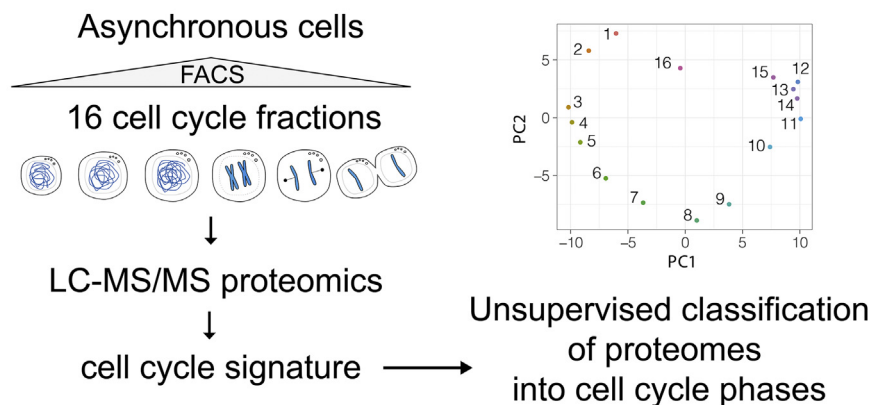 Asynchronous cells
FACS
16 cell cycle fractions
LC-MS/MS proteomics
cell cycle signature
1
2
3
4
5
6
7
8
9
10
11
12
13
14
15
16
5
0
−5
PC2
−10
−5
0
5
10
PC1
Unsupervised classification
of proteomes
into cell cycle phases